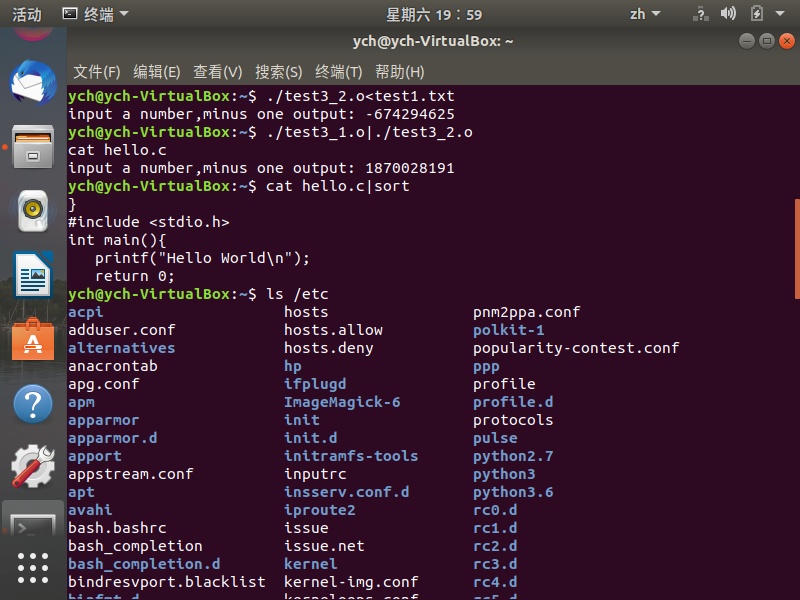 活动 终端 星期六 19：59 zh
ych@ych-VirtualBox: ~
文件(F) 编辑(E) 查看(V) 搜索(S) 终端(T) 帮助(H)
ych@ych-VirtualBox:~$ ./test3_2.o<test1.txt
input a number,minus one output: -674294625
ych@ych-VirtualBox:~$ ./test3_1.o|./test3_2.o
cat hello.c
input a number,minus one output: 1870028191
ych@ych-VirtualBox:~$ cat hello.c|sort
}
#include <stdio.h>
int main(){
   printf("Hello World\n");
   return 0;
ych@ych-VirtualBox:~$ ls /etc
acpi hosts pnm2ppa.conf
adduser.conf hosts.allow polkit-1
alternatives hosts.deny popularity-contest.conf
anacrontab hp ppp
apg.conf ifplugd profile
apm ImageMagick-6 profile.d
apparmor init protocols
apparmor.d init.d pulse
apport initramfs-tools python2.7
appstream.conf inputrc python3
apt insserv.conf.d python3.6
avahi iproute2 rc0.d
bash.bashrc issue rc1.d
bash_completion issue.net rc2.d
bash_completion.d kernel rc3.d
bindresvport.blacklist kernel-img.conf rc4.d
binfmt.d kerneloops.conf rc5.d